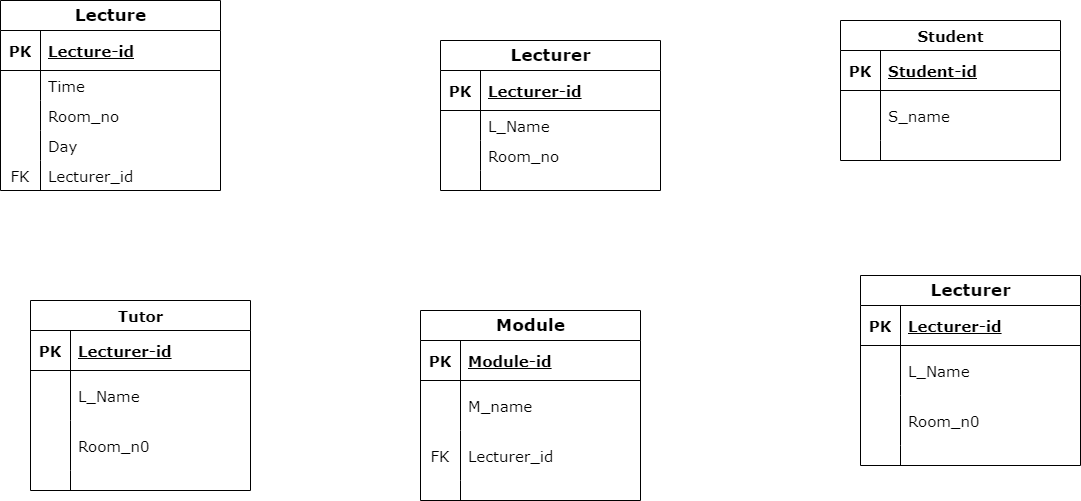 Lecture
PK Lecture-id
Time
Room_no
Day
FK Lecturer_id
Lecturer
PK Lecturer-id
L_Name
Room_no
Student
PK Student-id
S_name
Tutor
PK Lecturer-id
L_Name
Room_n0
Module
PK Module-id
M_name
FK Lecturer_id
Lecturer
PK Lecturer-id
L_Name
Room_n0